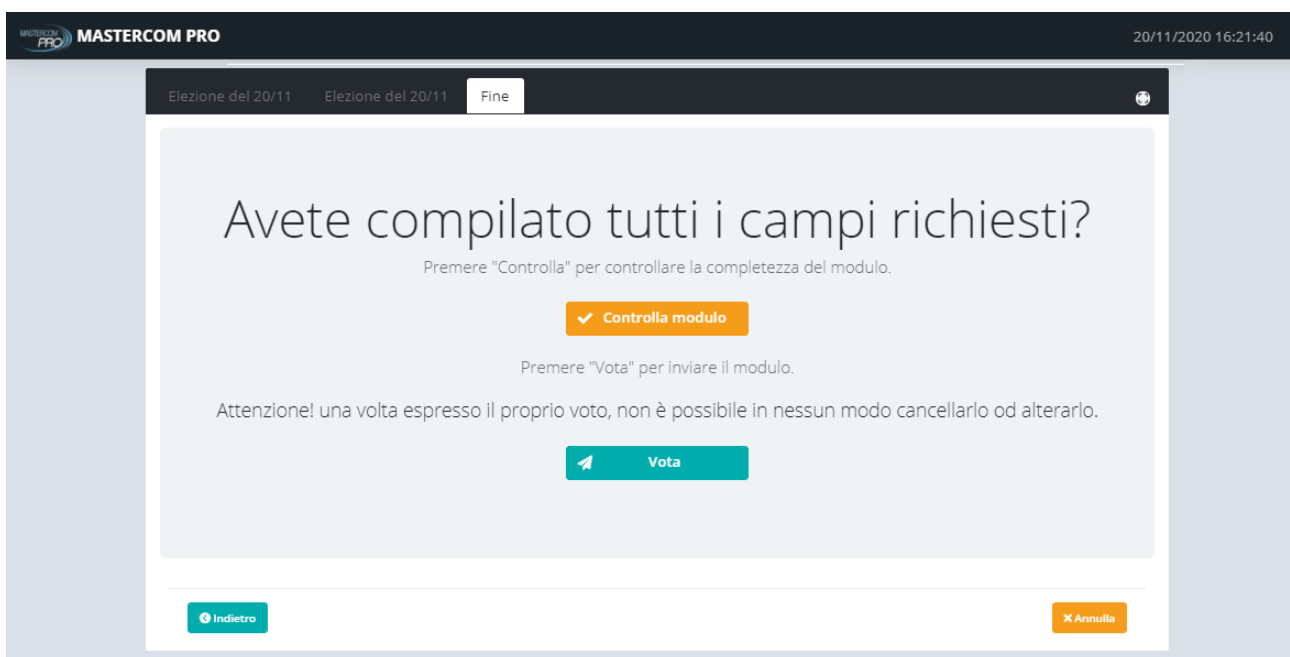 MASTERCOM PRO MASTERCOM PRO 20/11/2020 16:21:40
Elezione del 20/11 Elezione del 20/11 Fine
Avete compilato tutti i campi richiesti?
Premere "Controlla" per controllare la completezza del modulo.
Controlla modulo
Premere "Vota" per inviare il modulo.
Attenzione! una volta espresso il proprio voto, non è possibile in nessun modo cancellarlo od alterarlo.
Vota
Indietro Annulla